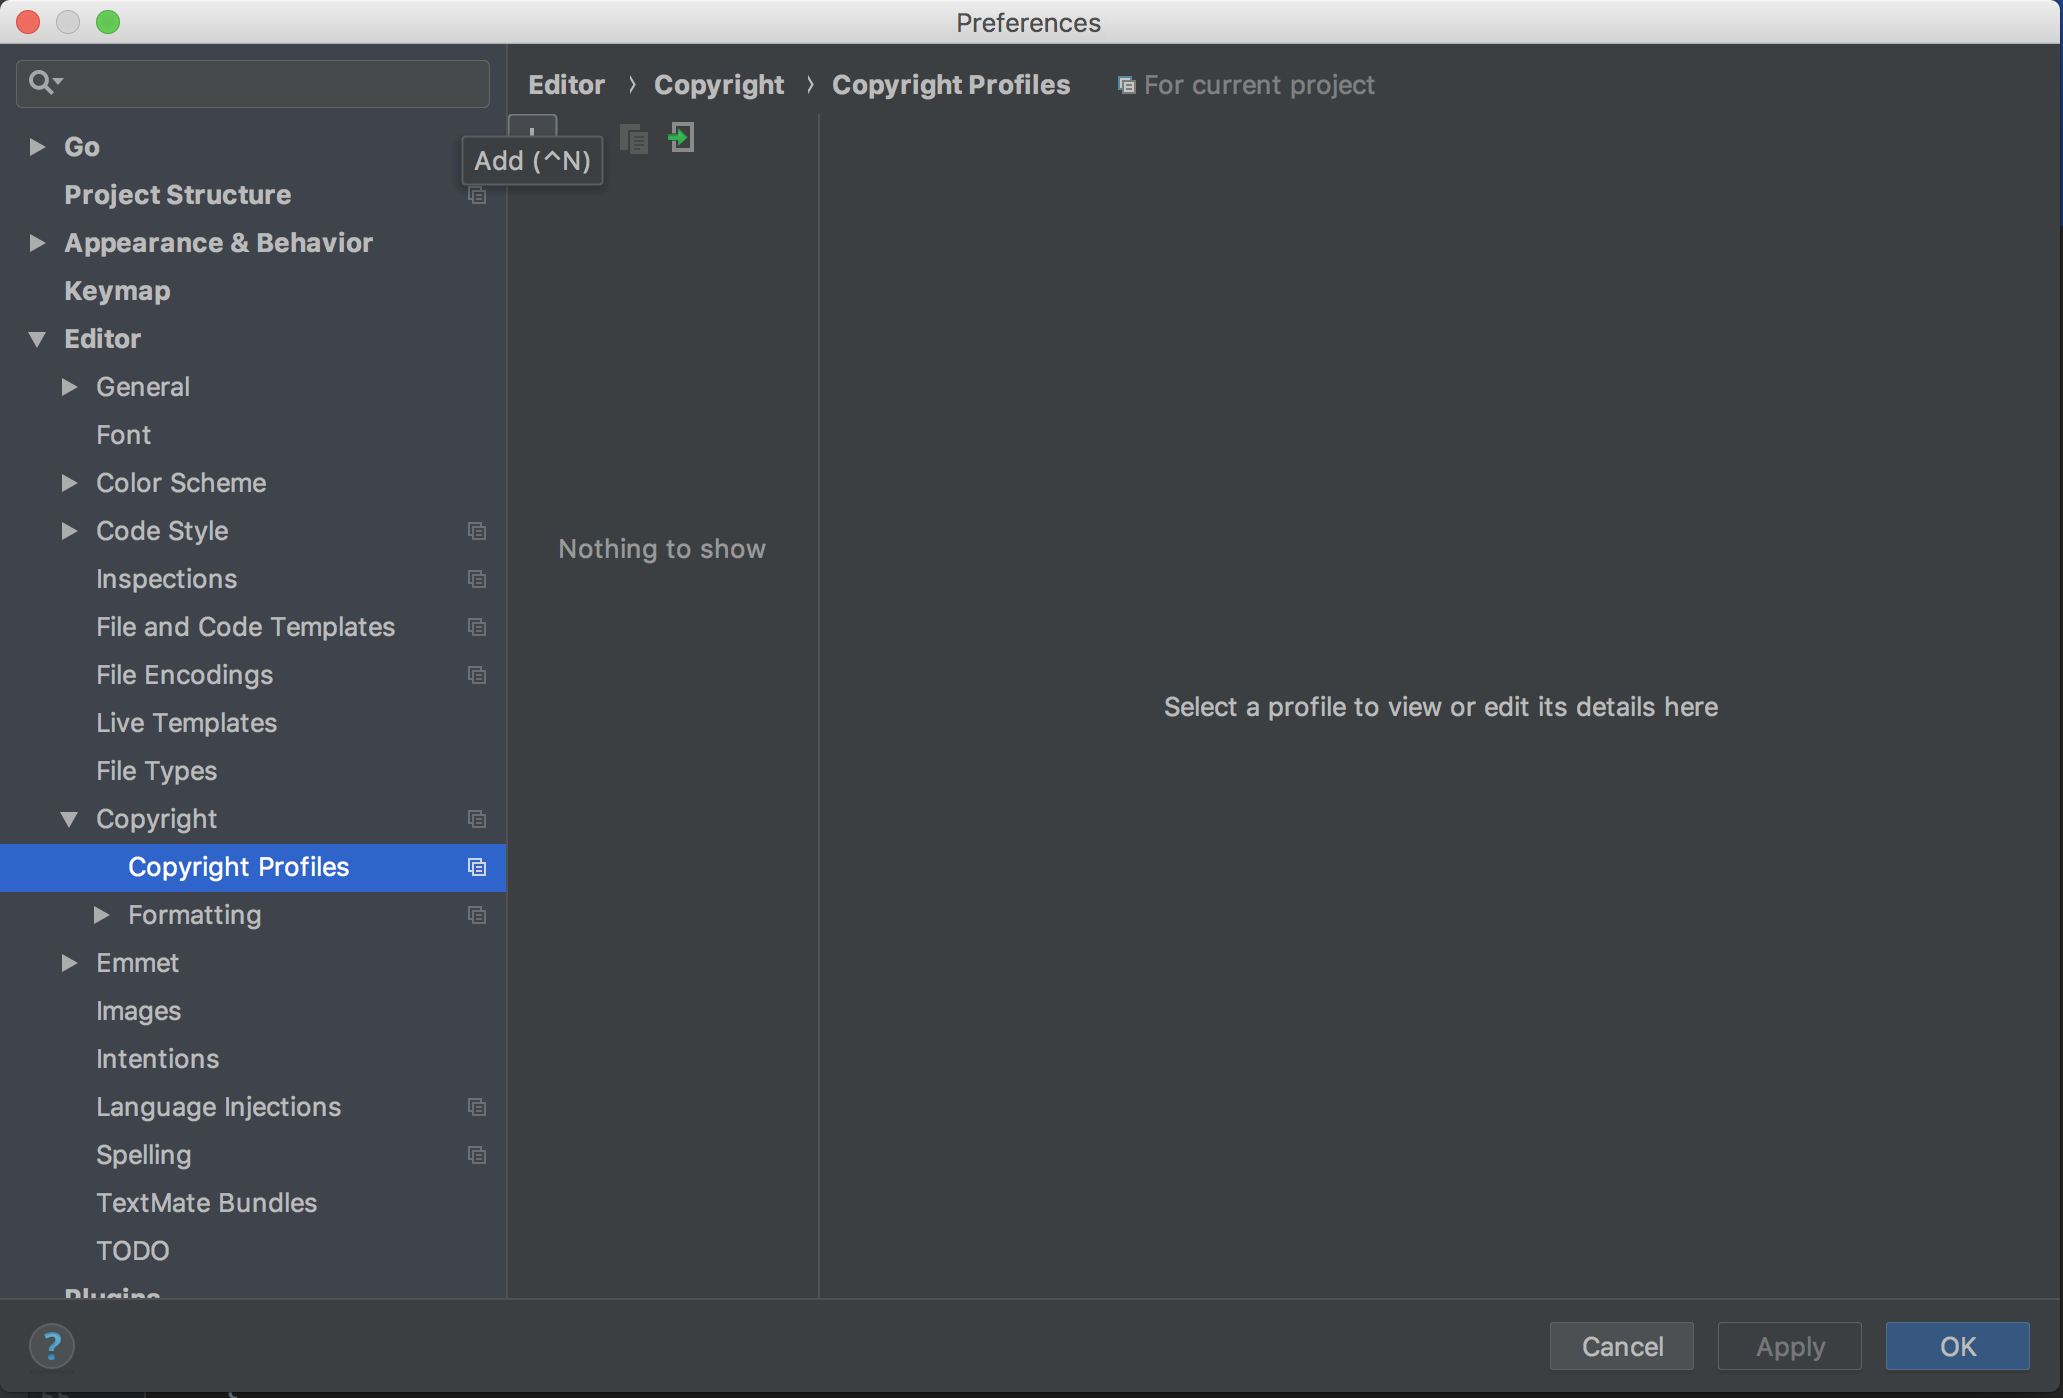 Preferences
Editor › Copyright › Copyright Profiles For current project
Add (^N)
Go
Project Structure
Appearance & Behavior
Keymap
Editor
General
Font
Color Scheme
Code Style
Inspections
File and Code Templates
File Encodings
Live Templates
File Types
Copyright
Copyright Profiles
Formatting
Emmet
Images
Intentions
Language Injections
Spelling
TextMate Bundles
TODO
Plugins
Nothing to show
Select a profile to view or edit its details here
?
Cancel
Apply
OK